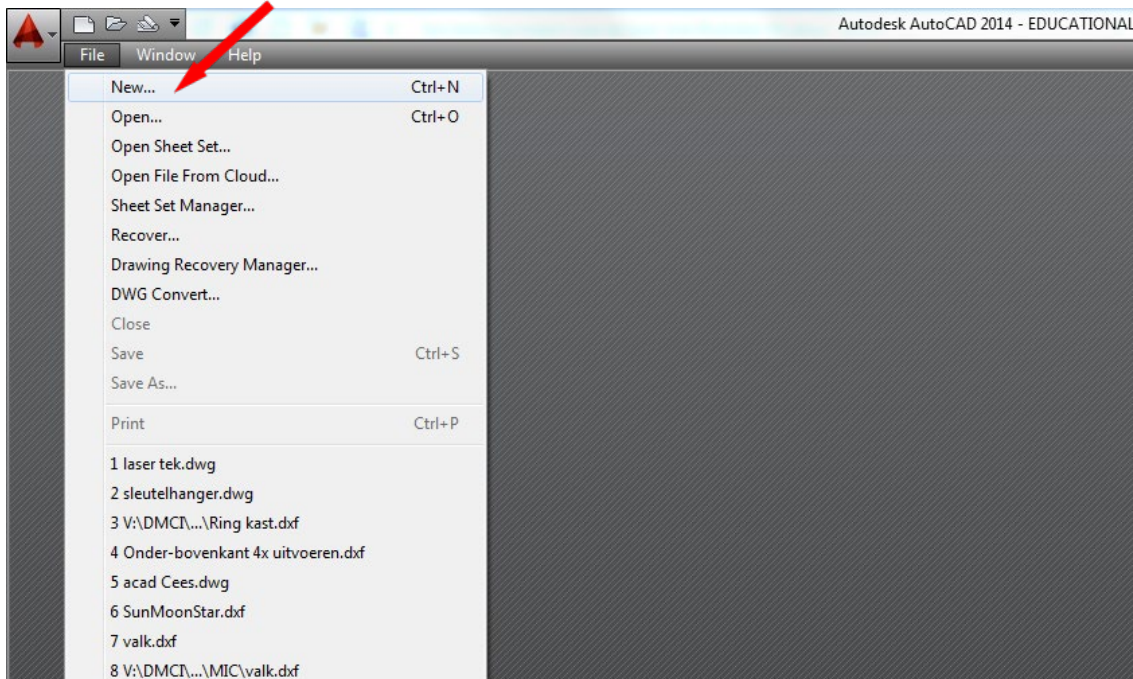 Autodesk AutoCAD 2014 - EDUCATIONAL
File Window Help
New... Ctrl+N
Open... Ctrl+O
Open Sheet Set...
Open File From Cloud...
Sheet Set Manager...
Recover...
Drawing Recovery Manager...
DWG Convert...
Close
Save Ctrl+S
Save As...
Print Ctrl+P
1 laser tek.dwg
2 sleutelhanger.dwg
3 V:\DMCI\...\Ring kast.dxf
4 Onder-bovenkant 4x uitvoeren.dxf
5 acad Cees.dwg
6 SunMoonStar.dxf
7 valk.dxf
8 V:\DMCI\...\MIC\valk.dxf